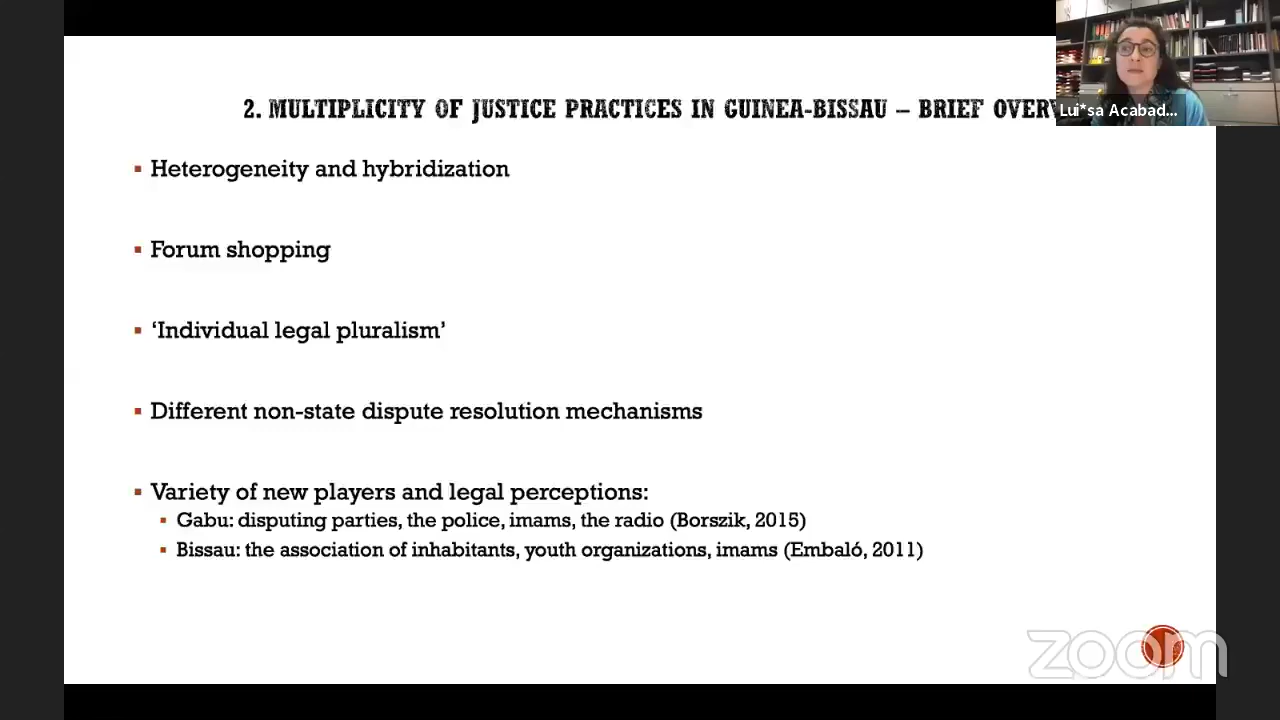 2. MULTIPLICITY OF JUSTICE PRACTICES IN GUINEA-BISSAU – BRIEF
Lui*sa Acabad...
▪ Heterogeneity and hybridization
▪ Forum shopping
▪ ‘Individual legal pluralism’
▪ Different non-state dispute resolution mechanisms
▪ Variety of new players and legal perceptions:
▪ Gabu: disputing parties, the police, imams, the radio (Borszik, 2015)
▪ Bissau: the association of inhabitants, youth organizations, imams (Embaló, 2011)
zoom